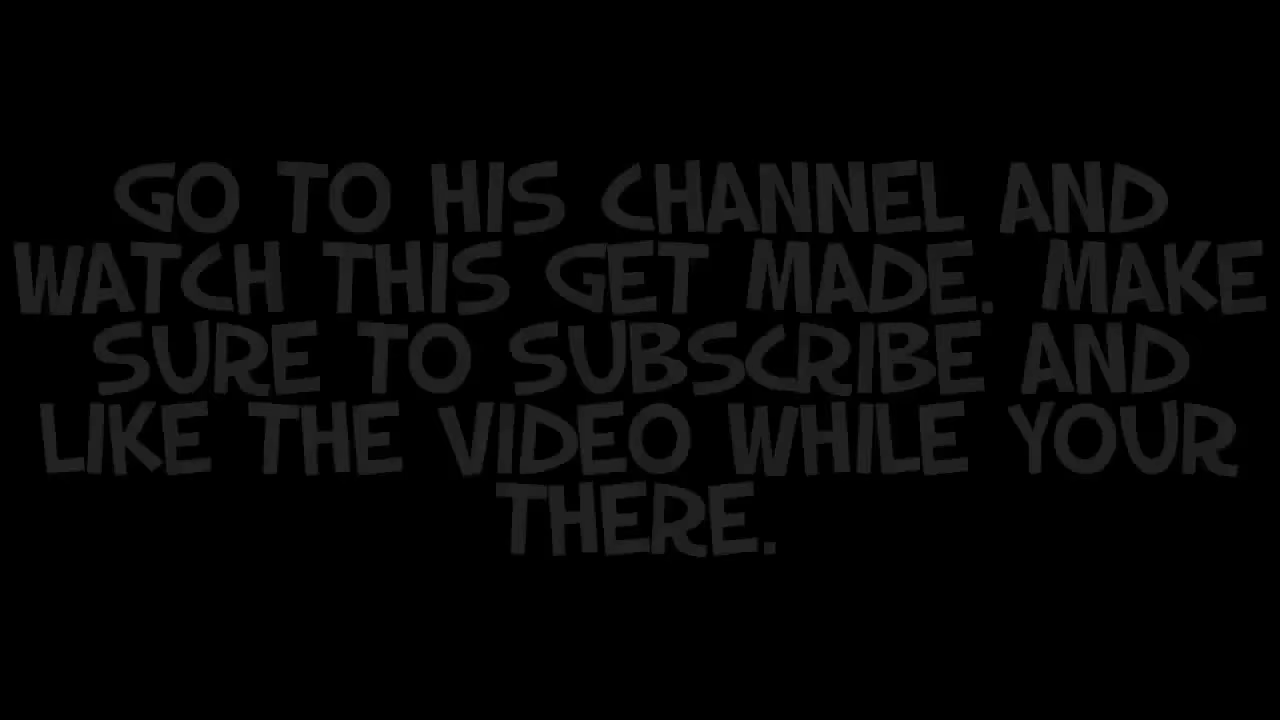 GO TO HIS CHANNEL AND
WATCH THIS GET MADE. MAKE
SURE TO SUBSCRIBE AND
LIKE THE VIDEO WHILE YOUR
THERE.